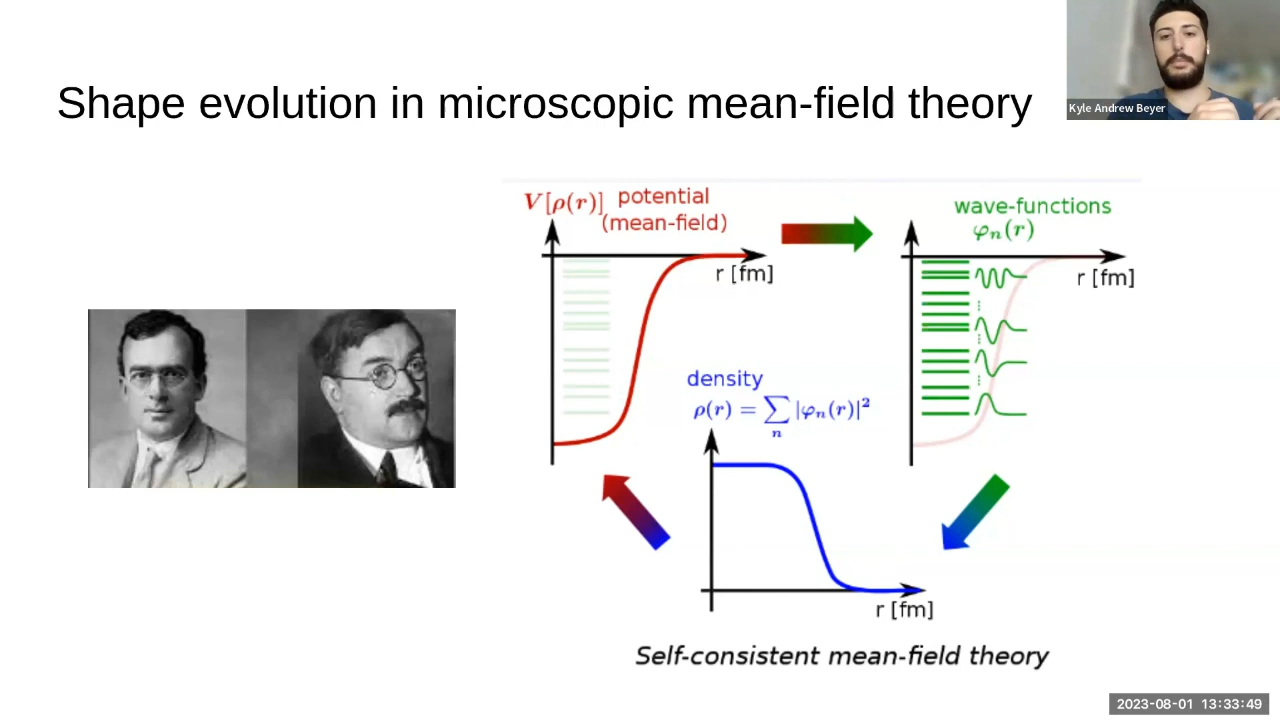 Shape evolution in microscopic mean-field theory
Kyle Andrew Beyer
V[ρ(r)] potential
(mean-field)
r [fm]
wave-functions
φₙ(r)
r [fm]
density
ρ(r) = ∑ₙ |φₙ(r)|²
r [fm]
Self-consistent mean-field theory
2023-08-01 13:33:49